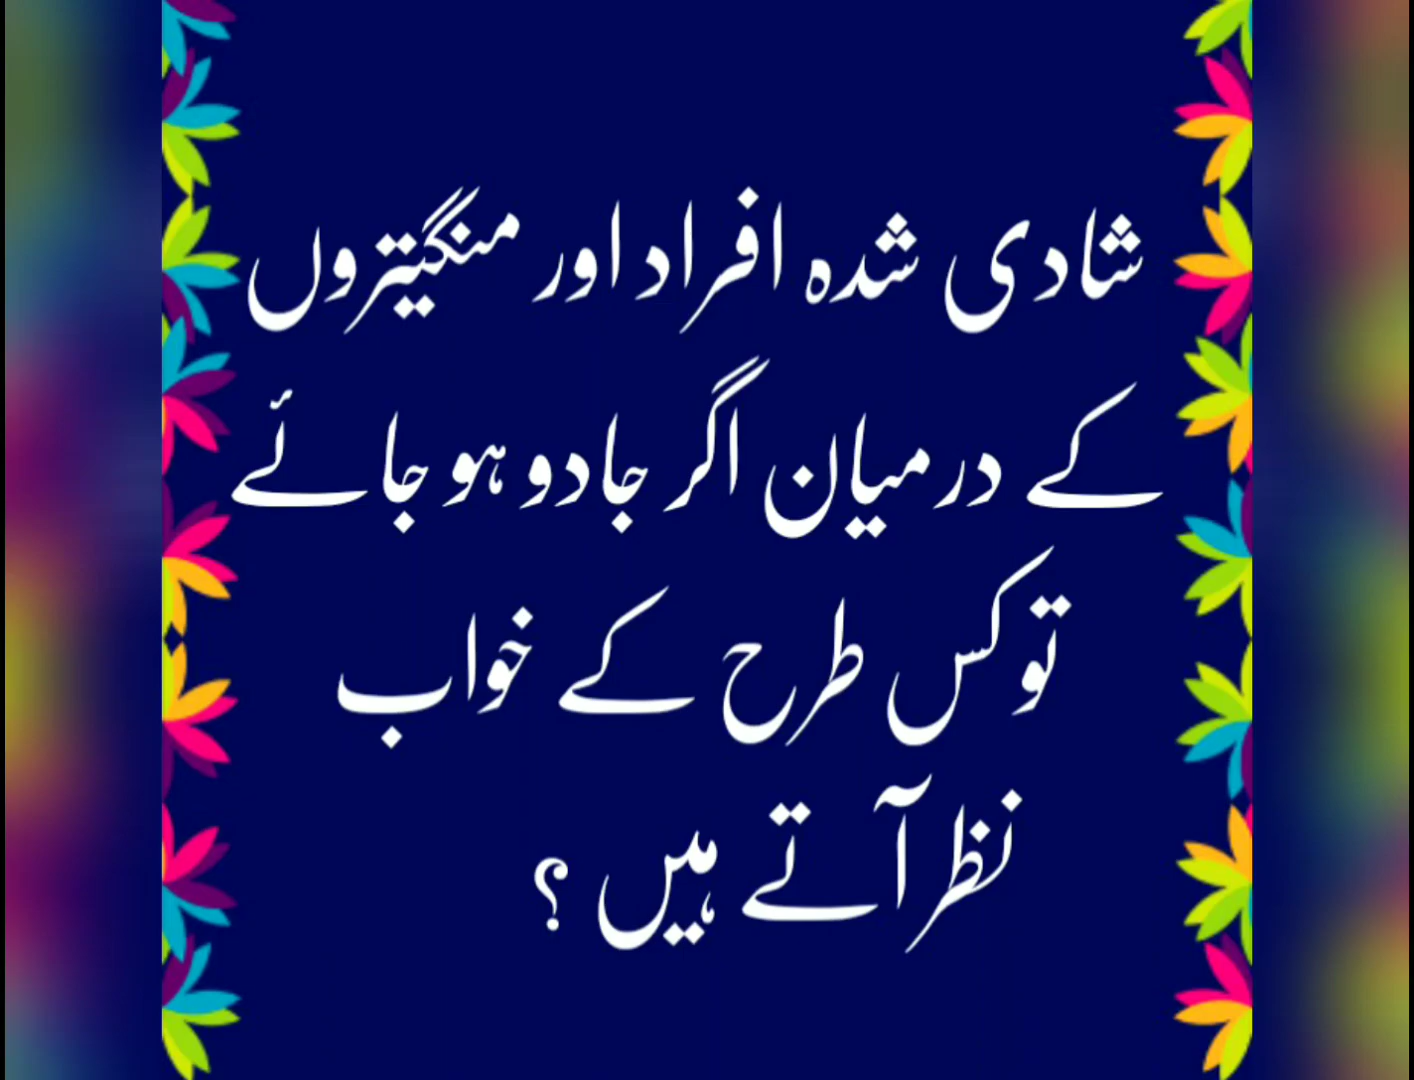 شادی شدہ افراد اور منگیتروں
کے درمیان اگر جادو ہو جائے
تو کس طرح کے خواب
نظر آتے ہیں ؟